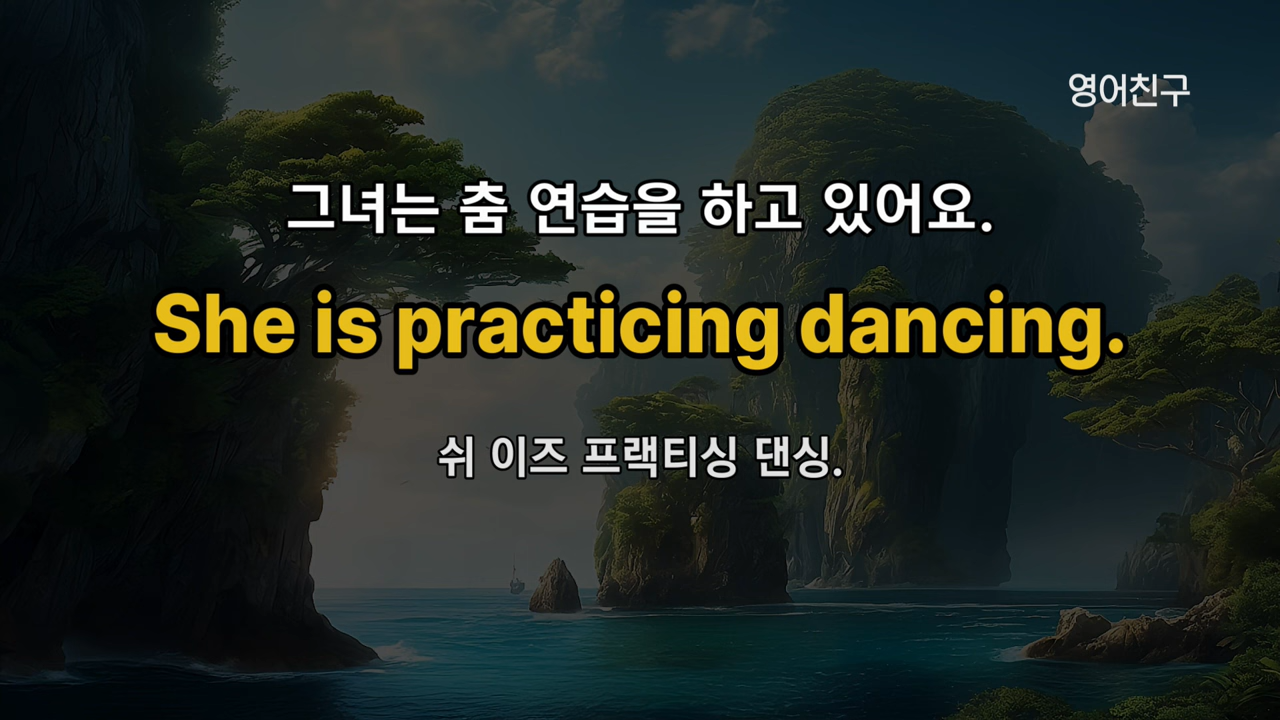 영어친구
그녀는 춤 연습을 하고 있어요.
She is practicing dancing.
쉬 이즈 프랙티싱 댄싱.